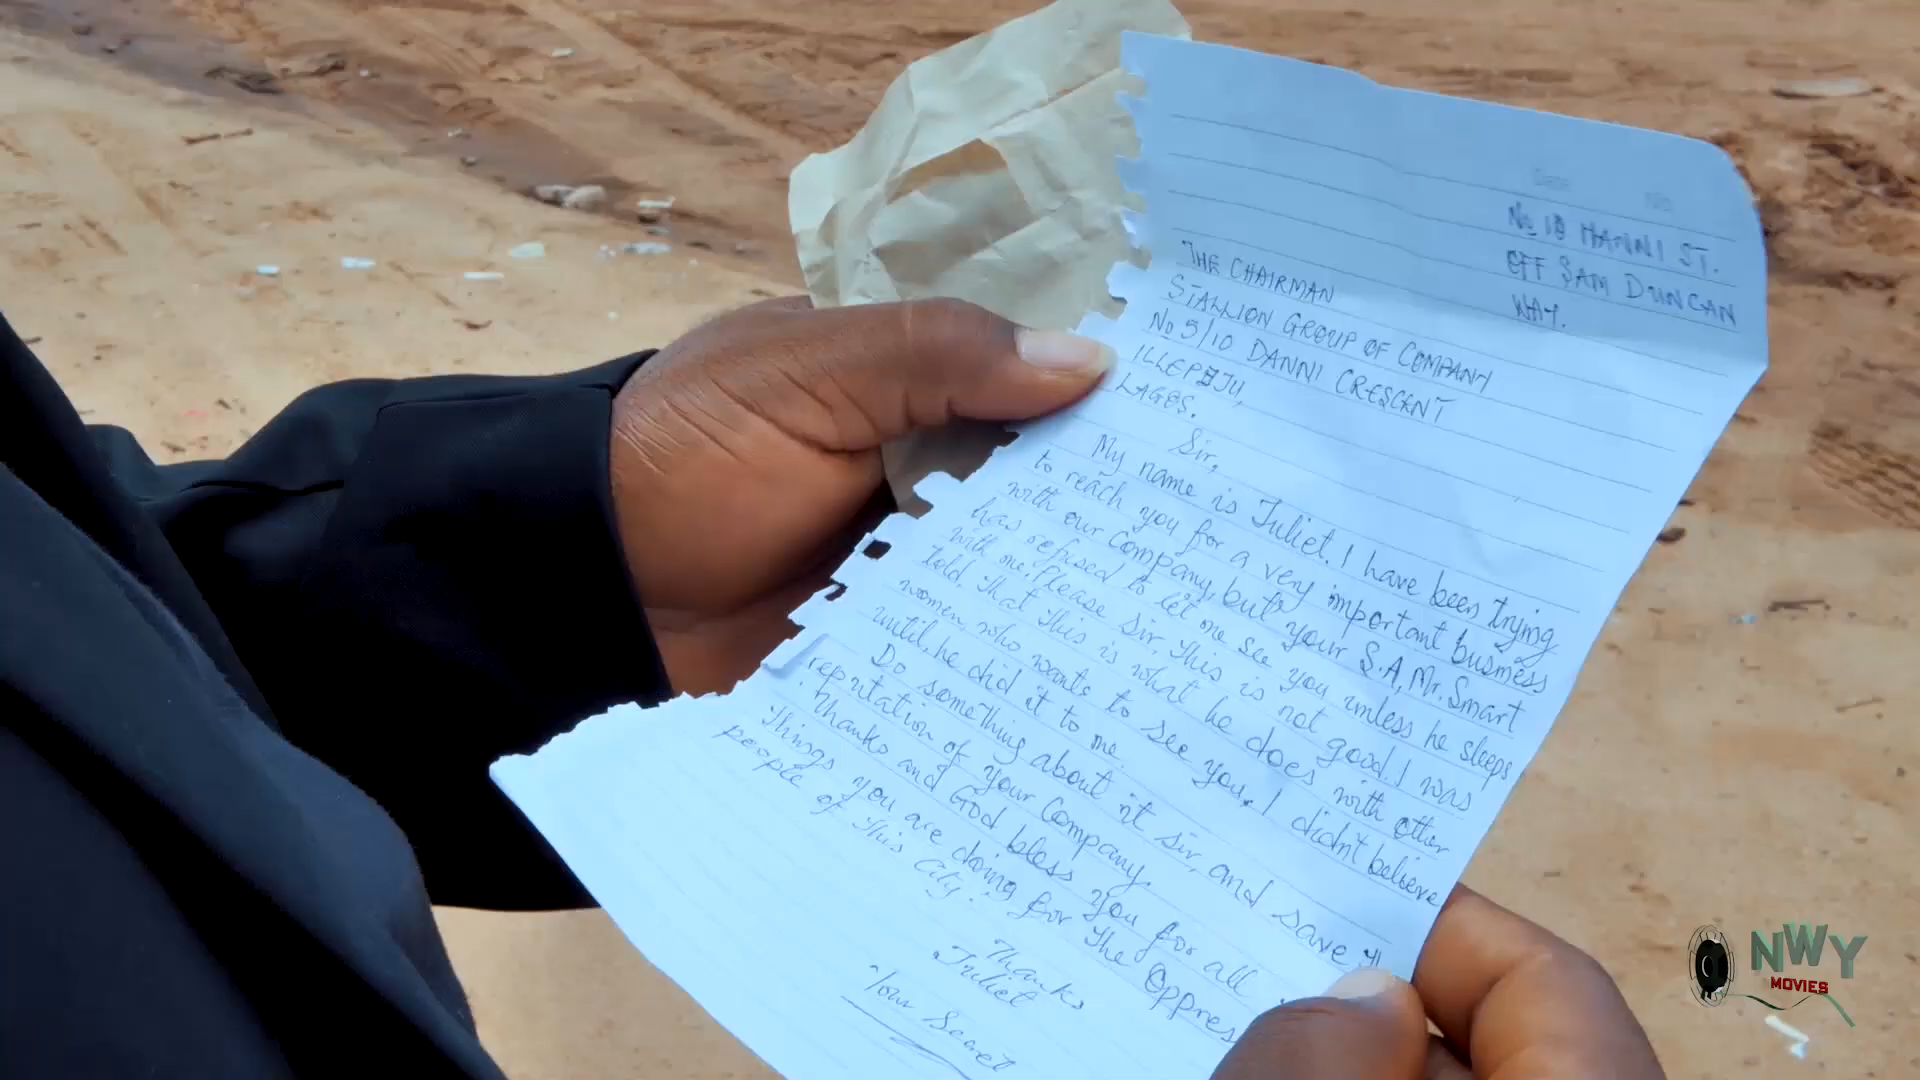 No 10 HANNI ST.
OFF SAM DUNCAN
WAY.
THE CHAIRMAN
STALLION GROUP OF COMPANY
No 5/10 DANNI CRESCENT
ILLEPEJU,
LAGOS.
Sir,
My name is Juliet. I have been trying
to reach you for a very important business
with our Company, but your S.A, Mr. Smart
has refused to let me see you unless he sleeps
with me. Please Sir, This is not good. I was
told That This is what he does with other
women who wants to see you. I didn't believe
until he did it to me.
Do something about it sir, and save
reputation of your Company.
Thanks and God bless you for all
Things you are doing for The Oppres
people of This City.
Thanks
Juliet
Your Secret
NWY
MOVIES